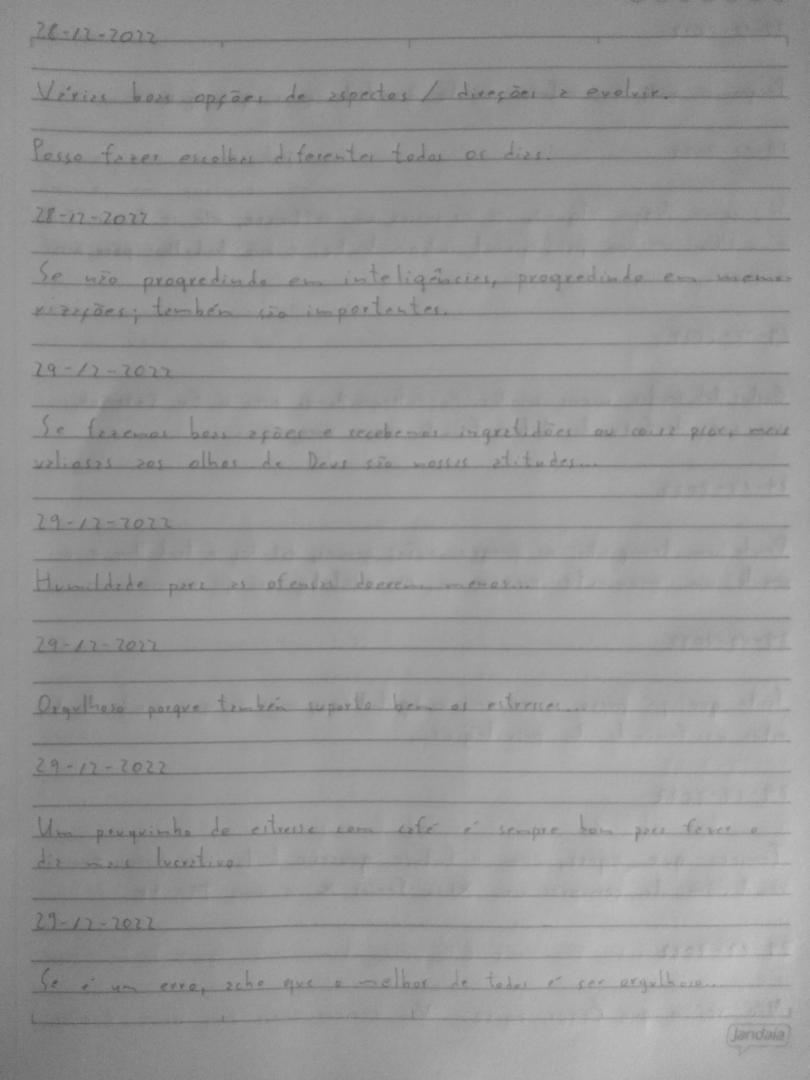 28-12-2022
Várias boas opções de aspectos / direções a evoluir.
Posso fazer escolhas diferentes todos os dias.
28-12-2022
Se não progredindo em inteligências, progredindo em memo-
rizações; também são importantes.
29-12-2022
Se fazemos boas ações e recebemos ingratidões ou coisa pior, mais
valiosas aos olhos de Deus são nossas atitudes...
29-12-2022
Humildade para as ofensas doerem menos...
29-12-2022
Orgulhoso porque também suporto bem os estresses...
29-12-2022
Um pouquinho de estresse com café é sempre bom para fazer o
dia mais lucrativo.
29-12-2022
Se é um erro, acho que o melhor de todos é ser orgulhoso...
Jandaia